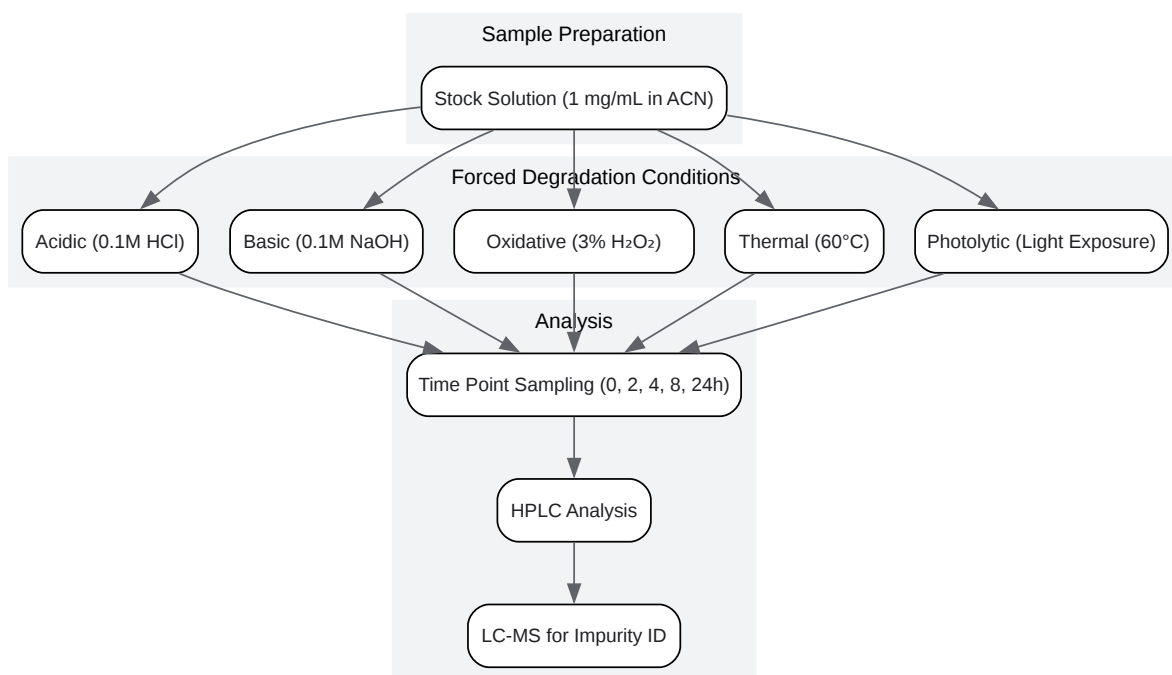 Sample Preparation
Stock Solution (1 mg/mL in ACN)
Forced Degradation Conditions
Acidic (0.1M HCl)
Basic (0.1M NaOH)
Oxidative (3% H₂O₂)
Thermal (60°C)
Photolytic (Light Exposure)
Analysis
Time Point Sampling (0, 2, 4, 8, 24h)
HPLC Analysis
LC-MS for Impurity ID